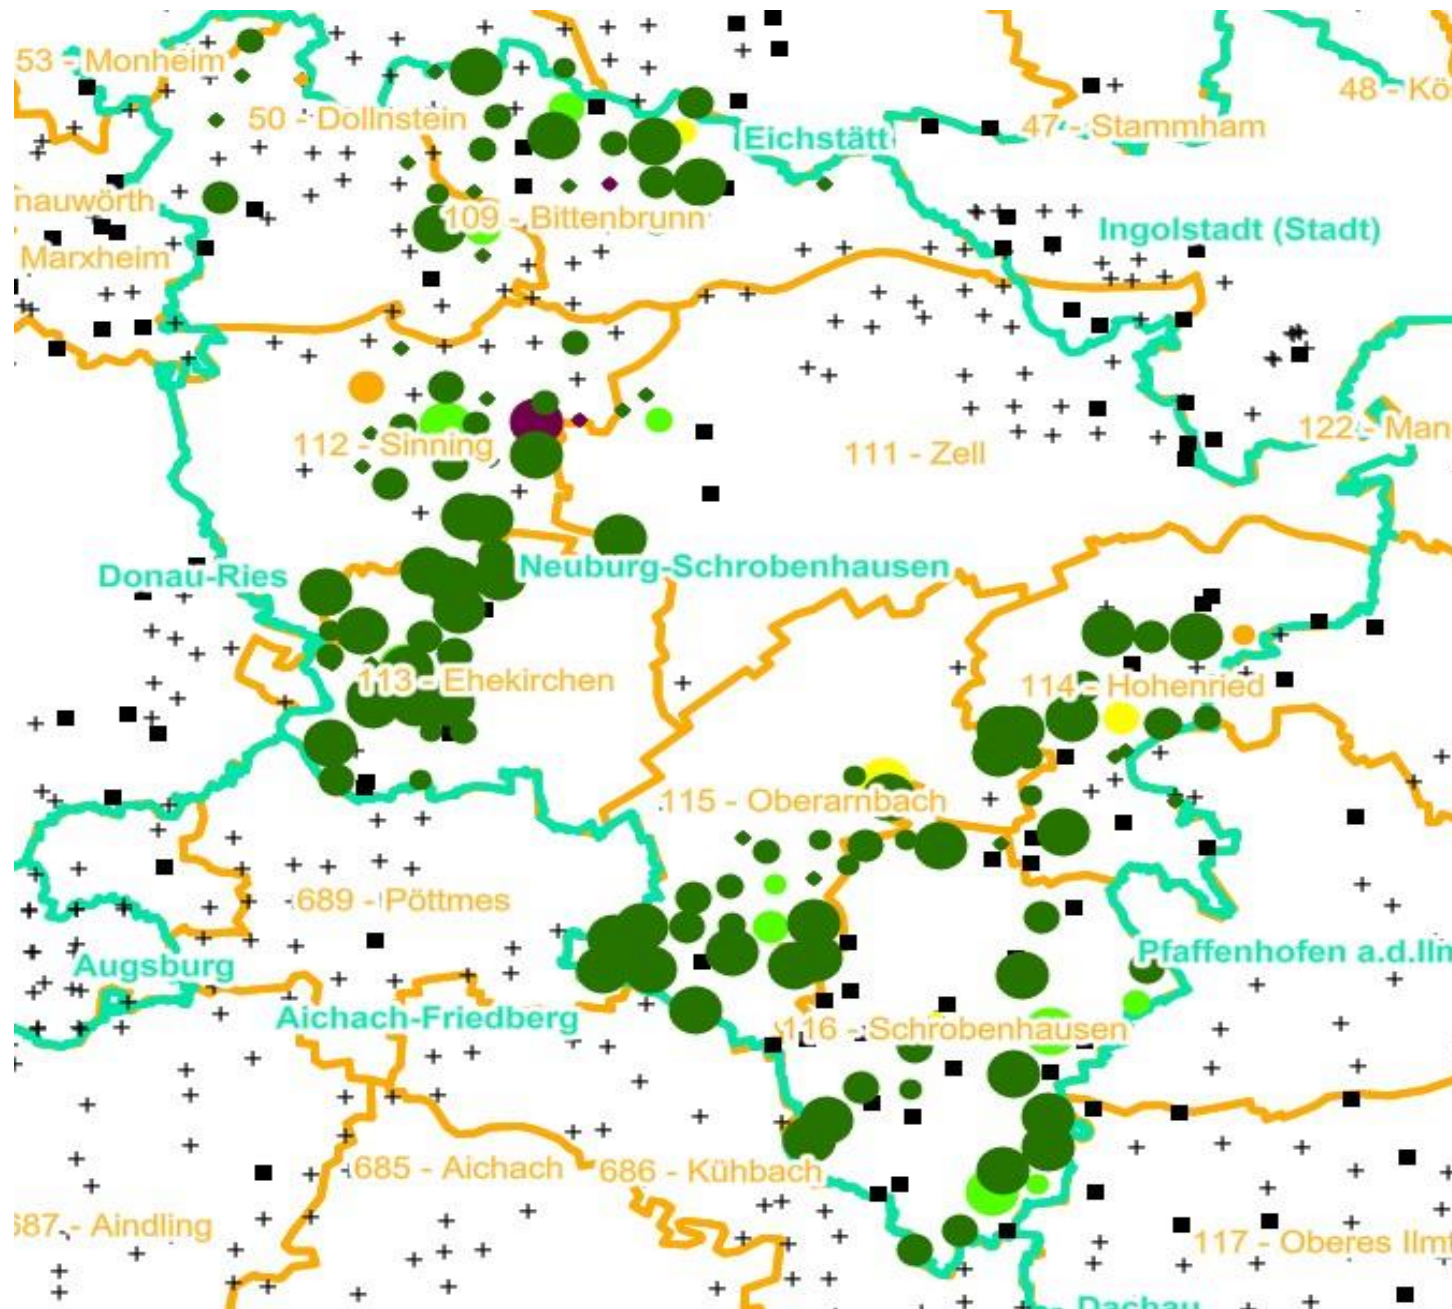 53 - Monheim
48 - Kö
50 - Dollnstein
47 - Stammham
Eichstätt
nauwörth
109 - Bittenbrunn
Ingolstadt (Stadt)
Marxheim
122 - Man
112 - Sinning
111 - Zell
Donau-Ries
Neuburg-Schrobenhausen
113 - Ehekirchen
114 - Hohenried
115 - Oberarnbach
689 - Pöttmes
Augsburg
Pfaffenhofen a.d.Ilm
Aichach-Friedberg
116 - Schrobenhausen
685 - Aichach
686 - Kühbach
687 - Aindling
117 - Oberes Ilmt
Dachau